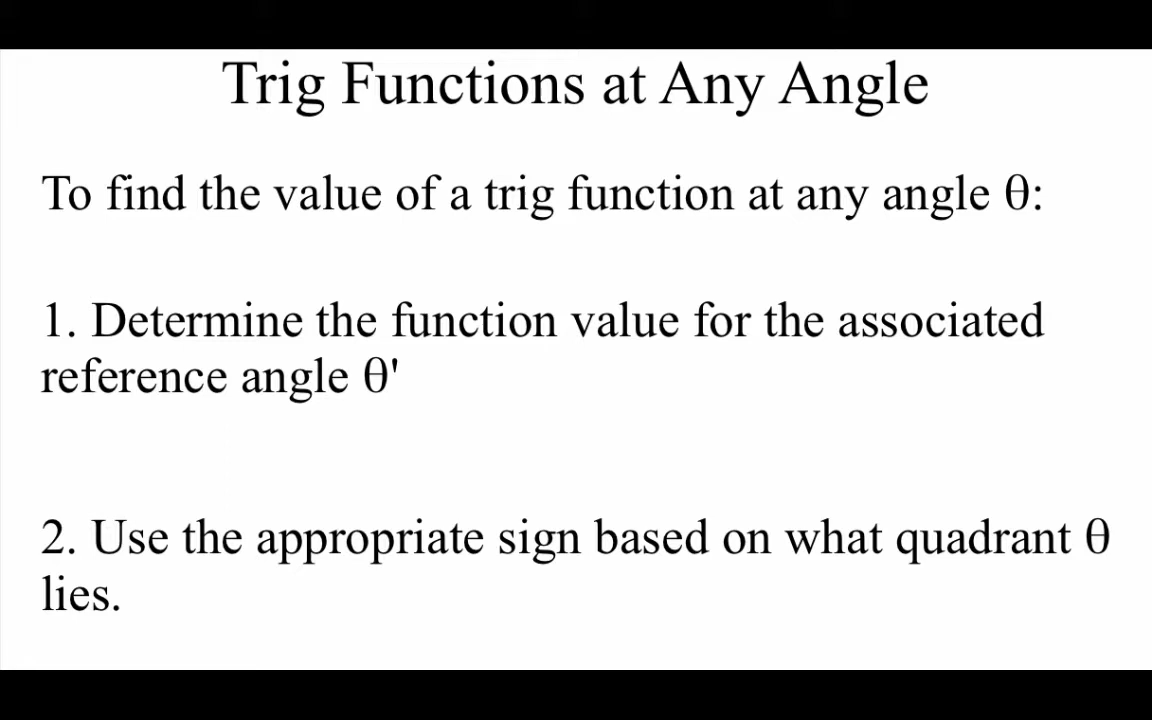 Trig Functions at Any Angle
To find the value of a trig function at any angle θ:
1. Determine the function value for the associated
reference angle θ'
2. Use the appropriate sign based on what quadrant θ
lies.